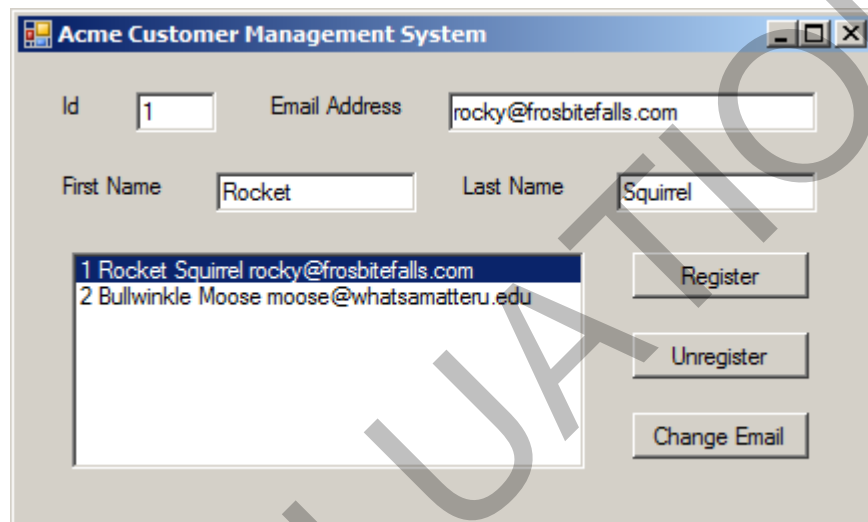 Acme Customer Management System
Id 1 Email Address rocky@frosbitefalls.com
First Name Rocket Last Name Squirrel
1 Rocket Squirrel rocky@frosbitefalls.com
2 Bullwinkle Moose moose@whatsamatteru.edu
Register
Unregister
Change Email